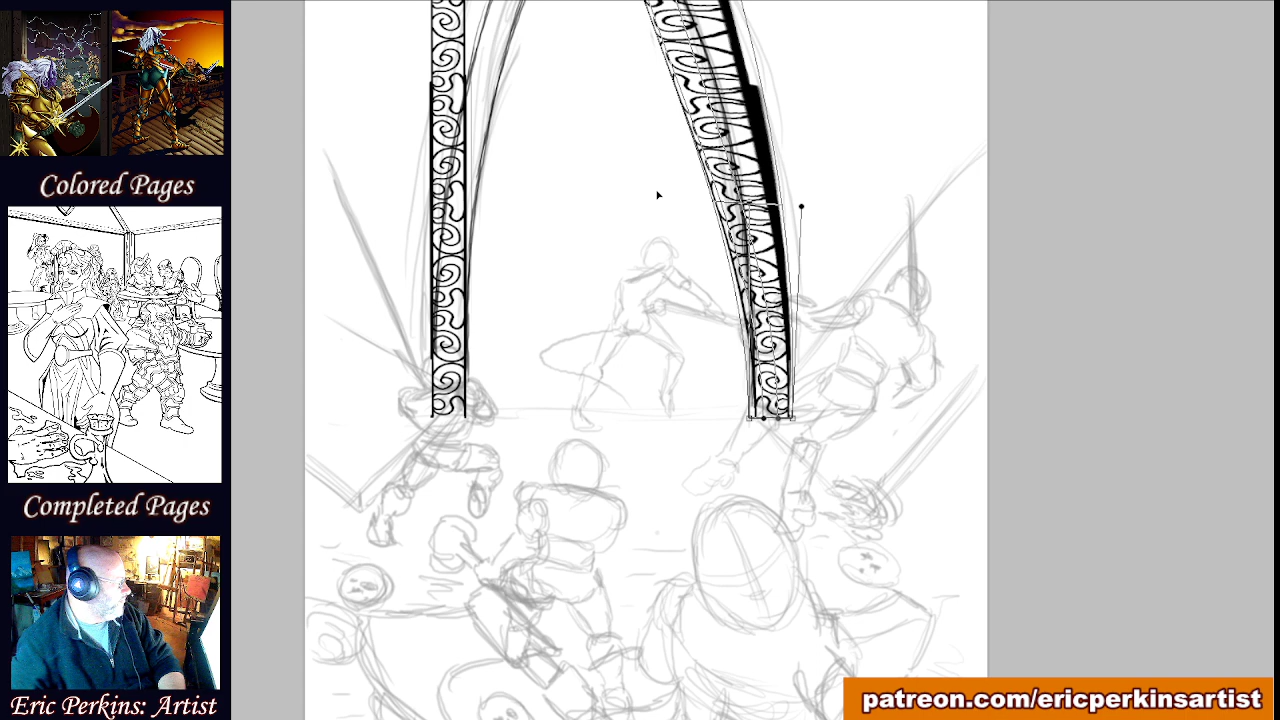 Colored Pages
Completed Pages
Eric Perkins: Artist
patreon.com/ericperkinsartist